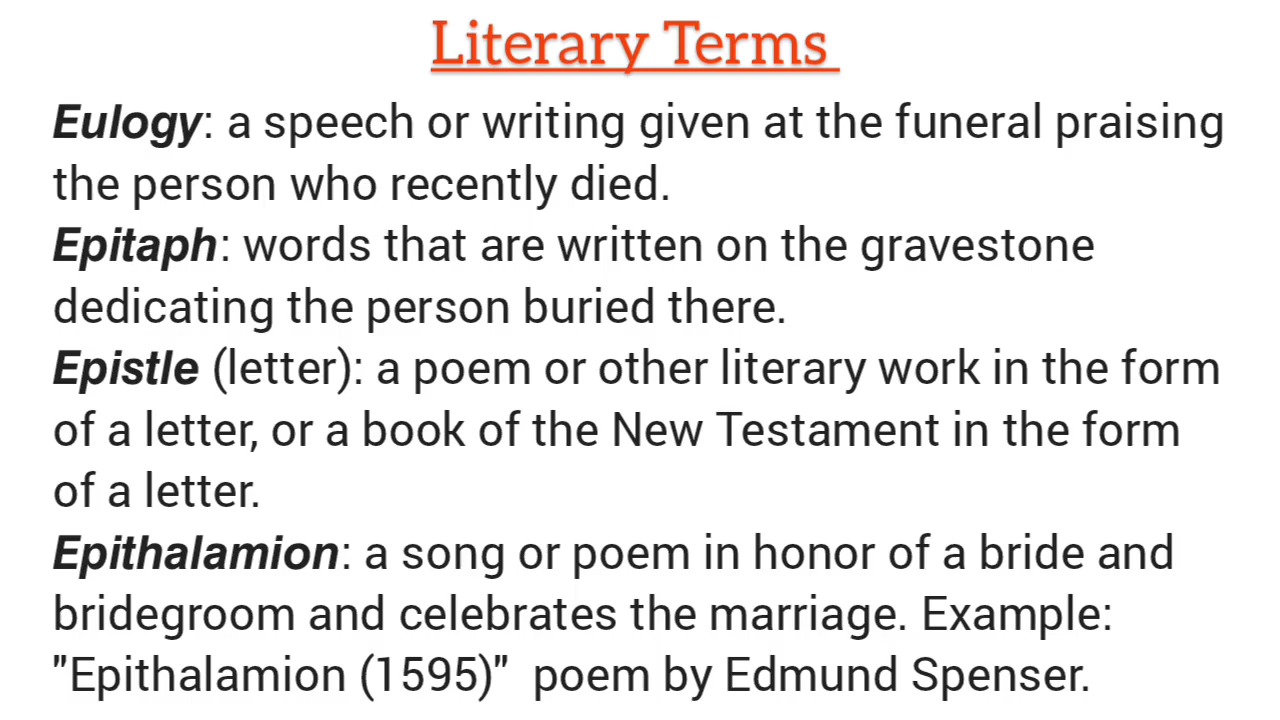 Literary Terms
Eulogy: a speech or writing given at the funeral praising
the person who recently died.
Epitaph: words that are written on the gravestone
dedicating the person buried there.
Epistle (letter): a poem or other literary work in the form
of a letter, or a book of the New Testament in the form
of a letter.
Epithalamion: a song or poem in honor of a bride and
bridegroom and celebrates the marriage. Example:
"Epithalamion (1595)"  poem by Edmund Spenser.